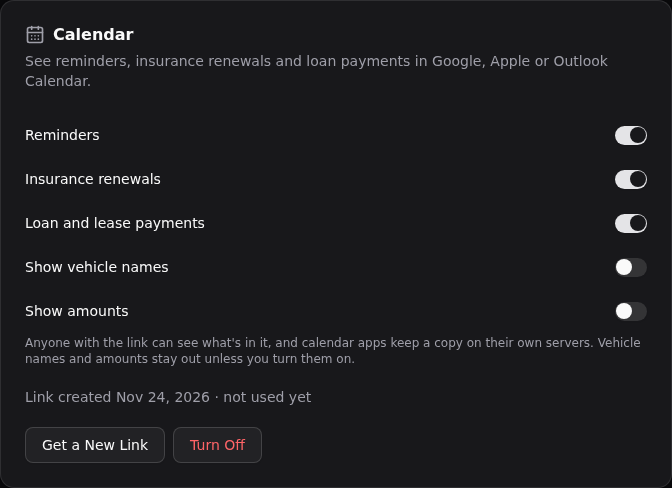 Calendar
See reminders, insurance renewals and loan payments in Google, Apple or Outlook
Calendar.
Reminders
Insurance renewals
Loan and lease payments
Show vehicle names
Show amounts
Anyone with the link can see what's in it, and calendar apps keep a copy on their own servers. Vehicle
names and amounts stay out unless you turn them on.
Link created Nov 24, 2026 · not used yet
Get a New Link
Turn Off